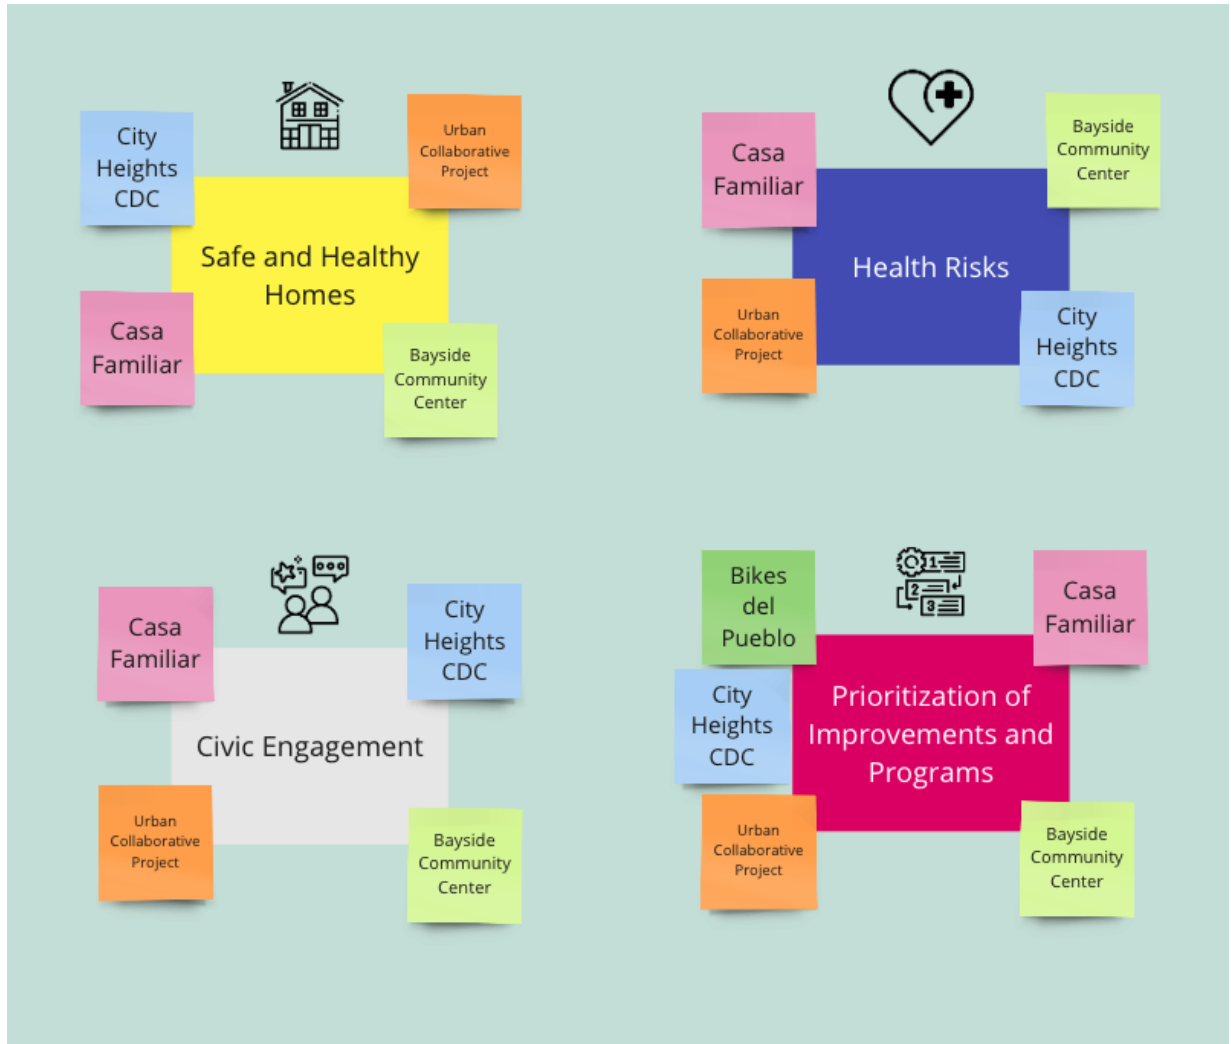 City
Heights
CDC
Urban
Collaborative
Project
Safe and Healthy
Homes
Casa
Familiar
Bayside
Community
Center
Casa
Familiar
Bayside
Community
Center
Health Risks
Urban
Collaborative
Project
City
Heights
CDC
Casa
Familiar
City
Heights
CDC
Civic Engagement
Urban
Collaborative
Project
Bayside
Community
Center
Bikes
del
Pueblo
1
2
3
Casa
Familiar
City
Heights
CDC
Prioritization of
Improvements and
Programs
Urban
Collaborative
Project
Bayside
Community
Center